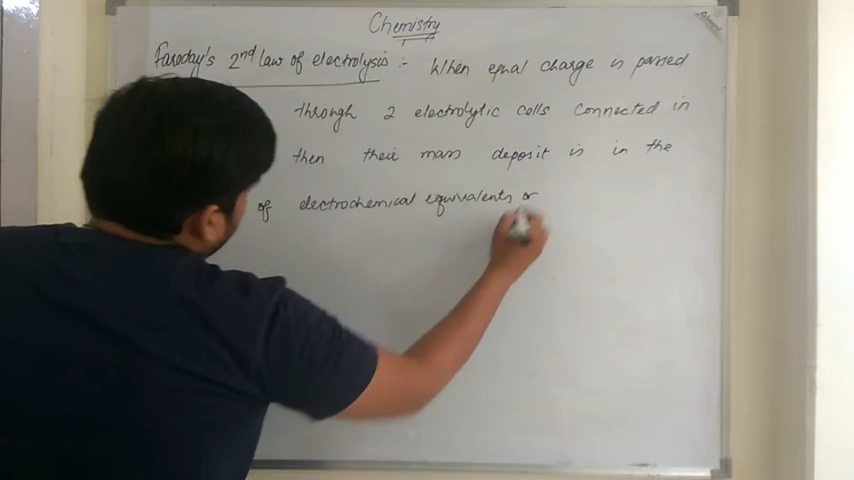 Chemistry
Faraday's 2nd law of electrolysis :- When equal charge is passed
through 2 electrolytic cells connected in
then their mass deposit is in the
of electrochemical equivalents or